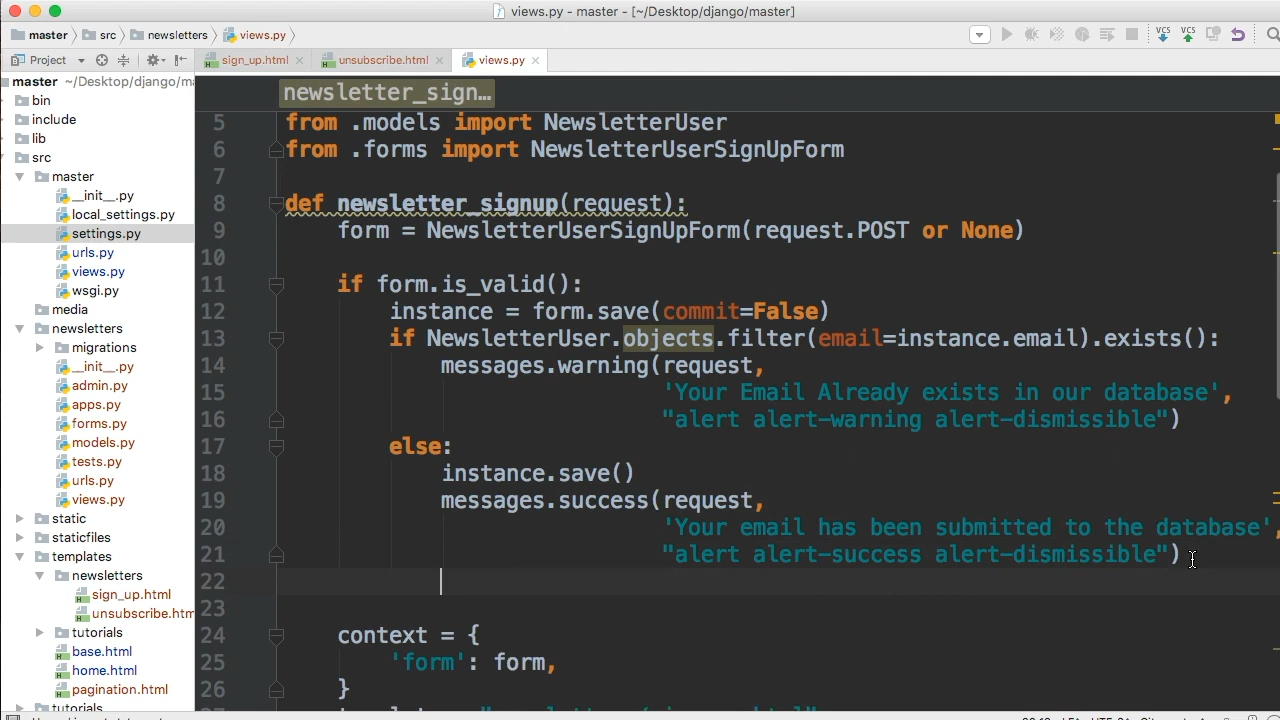 views.py - master - [~/Desktop/django/master]
master src newsletters views.py
Project sign_up.html unsubscribe.html views.py
master ~/Desktop/django/ma
bin
include
lib
src
master
__init__.py
local_settings.py
settings.py
urls.py
views.py
wsgi.py
media
newsletters
migrations
__init__.py
admin.py
apps.py
forms.py
models.py
tests.py
urls.py
views.py
static
staticfiles
templates
newsletters
sign_up.html
unsubscribe.htm
tutorials
base.html
home.html
pagination.html
tutorials
VCS VCS
newsletter_sign…
5 from .models import NewsletterUser
6 from .forms import NewsletterUserSignUpForm
7
8 def newsletter_signup(request):
9 form = NewsletterUserSignUpForm(request.POST or None)
10
11 if form.is_valid():
12 instance = form.save(commit=False)
13 if NewsletterUser.objects.filter(email=instance.email).exists():
14 messages.warning(request,
15 'Your Email Already exists in our database',
16 "alert alert-warning alert-dismissible")
17 else:
18 instance.save()
19 messages.success(request,
20 'Your email has been submitted to the database',
21 "alert alert-success alert-dismissible")
22
23
24 context = {
25 'form': form,
26 }